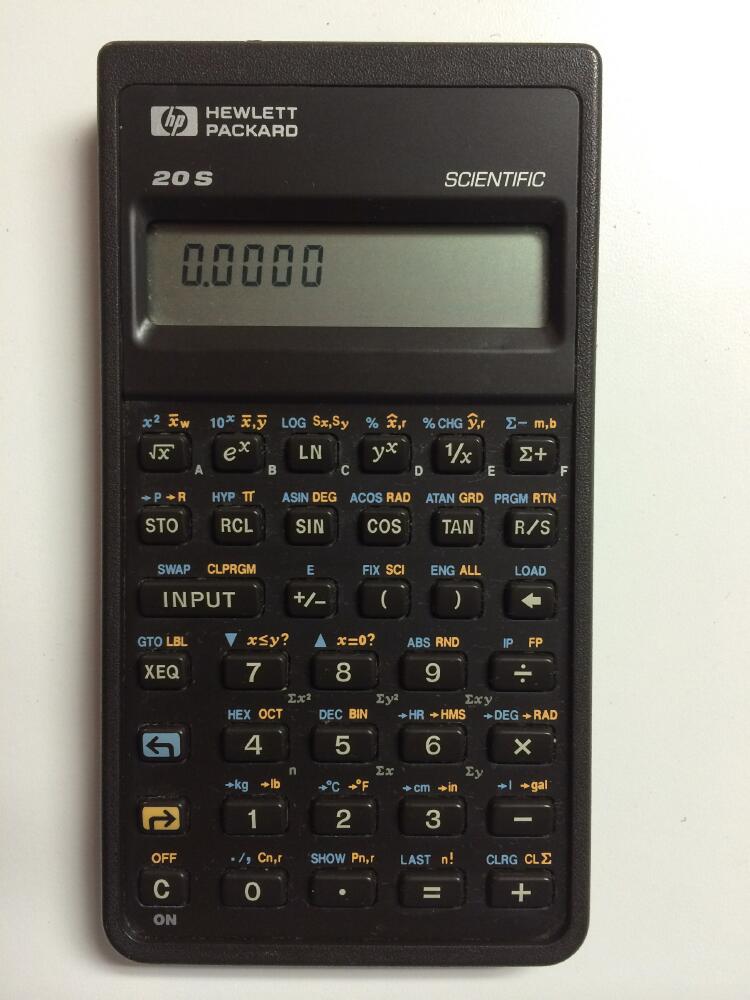 hp HEWLETT
PACKARD
20S SCIENTIFIC
0.0000
x² x̄w 10ˣ x̄,ȳ LOG Sx,Sy % x̂,r %CHG ŷ,r Σ– m,b
√x A eˣ B LN C yˣ D 1/x E Σ+ F
→P →R HYP π ASIN DEG ACOS RAD ATAN GRD PRGM RTN
STO RCL SIN COS TAN R/S
SWAP CLPRGM E FIX SCI ENG ALL LOAD
INPUT +/– ( ) ←
GTO LBL ▼ x≤y? ▲ x=0? ABS RND IP FP
XEQ 7 8 9 ÷
Σx² Σy² Σxy
HEX OCT DEC BIN →HR →HMS →DEG →RAD
4 5 6 ×
n Σx Σy
→kg →lb →°C →°F →cm →in →l →gal
1 2 3 –
OFF ./, Cn,r SHOW Pn,r LAST n! CLRG CLΣ
C 0 · = +
ON